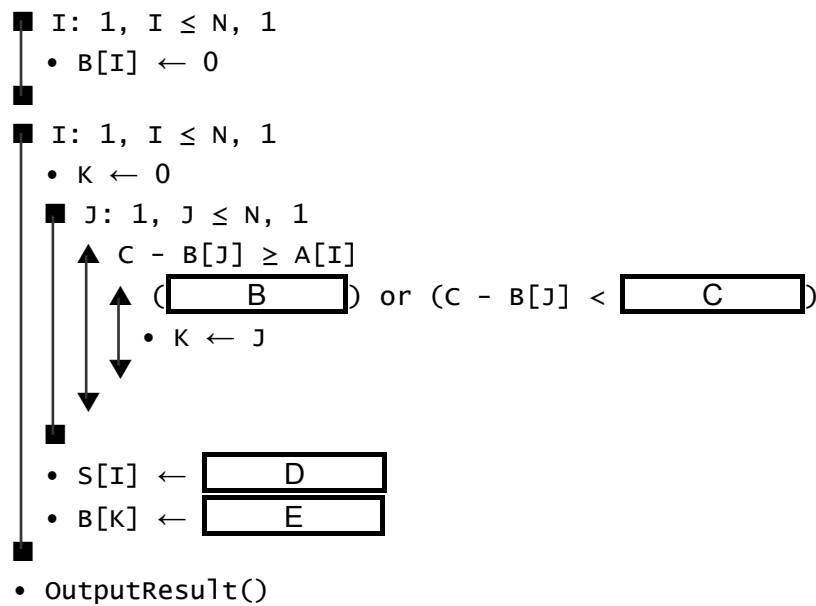 I: 1, I ≤ N, 1
• B[I] ← 0
I: 1, I ≤ N, 1
• K ← 0
J: 1, J ≤ N, 1
C - B[J] ≥ A[I]
( B ) or (C - B[J] < C )
• K ← J
• S[I] ← D
• B[K] ← E
• OutputResult()